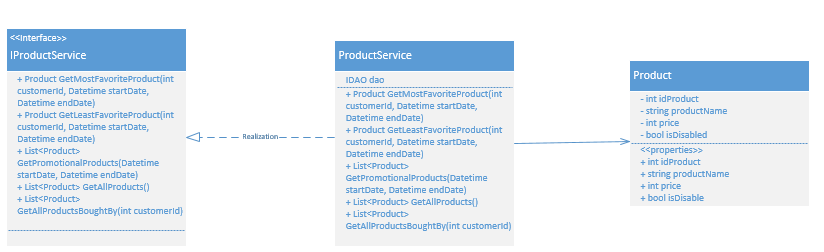 <<Interface>>
IProductService
+ Product GetMostFavoriteProduct(int
customerId, Datetime startDate,
Datetime endDate)
+ Product GetLeastFavoriteProduct(int
customerId, Datetime startDate,
Datetime endDate)
+ List<Product>
GetPromotionalProducts(Datetime
startDate, Datetime endDate)
+ List<Product> GetAllProducts()
+ List<Product>
GetAllProductsBoughtBy(int customerId)
Realization
ProductService
IDAO dao
+ Product GetMostFavoriteProduct(int
customerId, Datetime startDate,
Datetime endDate)
+ Product GetLeastFavoriteProduct(int
customerId, Datetime startDate,
Datetime endDate)
+ List<Product>
GetPromotionalProducts(Datetime
startDate, Datetime endDate)
+ List<Product> GetAllProducts()
+ List<Product>
GetAllProductsBoughtBy(int customerId)
Product
- int idProduct
- string productName
- int price
- bool isDisabled
<<properties>>
+ int idProduct
+ string productName
+ int price
+ bool isDisable